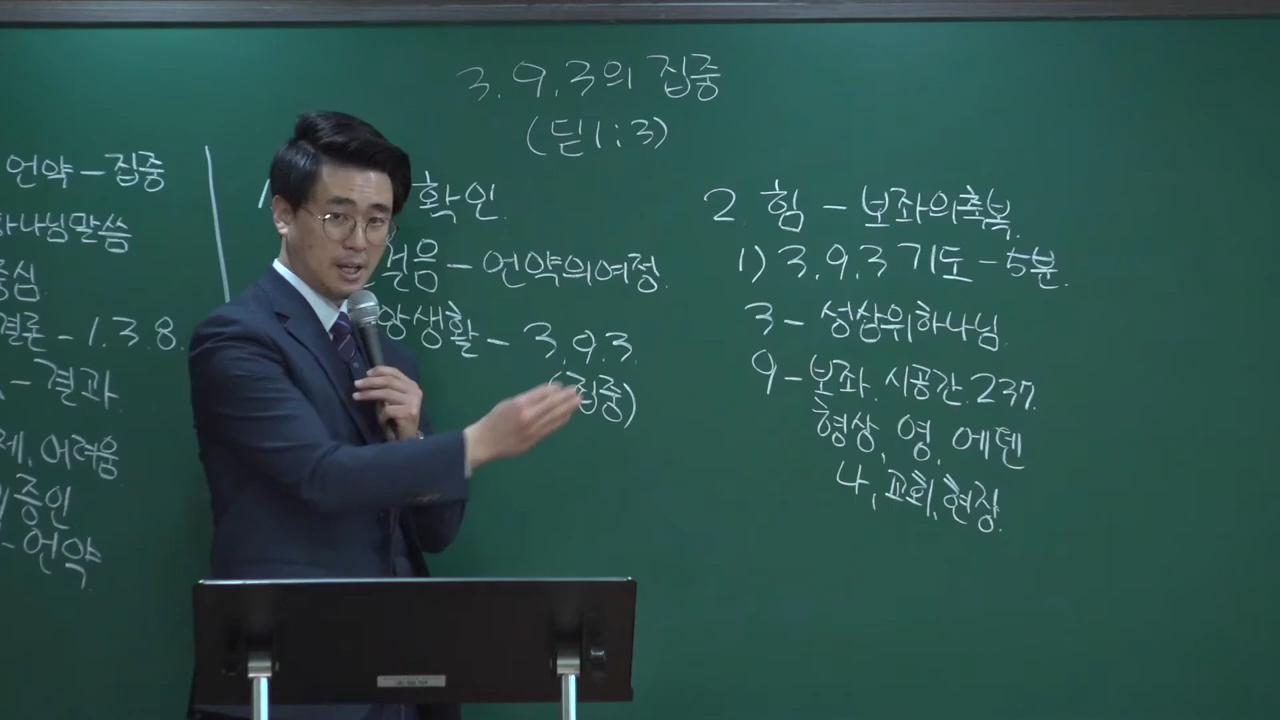 3.9.3의 집중
(딛1:3)
언약-집중
하나님말씀
중심
결론-1.3.8.
-결과
제, 어려움
증인
-언약
확인.
걸음-언약의여정.
앙생활-3.9.3.
(집중)
2. 힘-보좌의축복.
1) 3.9.3기도-5분.
3-성삼위하나님.
9-보좌. 시공간. 237.
형상, 영, 에덴
나, 교회, 현장.